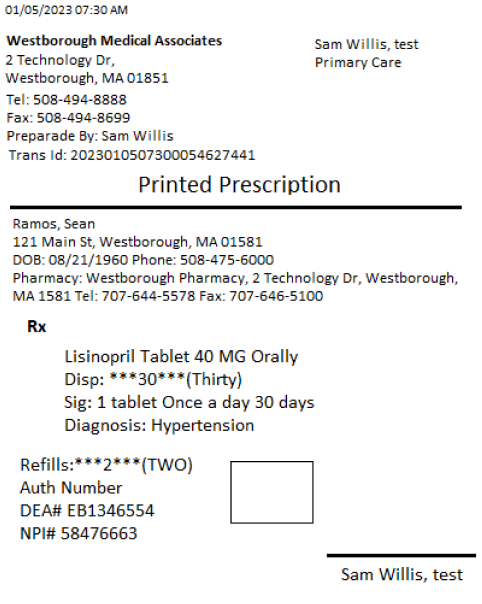 01/05/2023 07:30 AM
Westborough Medical Associates
2 Technology Dr,
Westborough, MA 01851
Tel: 508-494-8888
Fax: 508-494-8699
Preparade By: Sam Willis
Trans Id: 2023010507300054627441
Sam Willis, test
Primary Care
Printed Prescription
Ramos, Sean
121 Main St, Westborough, MA 01581
DOB: 08/21/1960 Phone: 508-475-6000
Pharmacy: Westborough Pharmacy, 2 Technology Dr, Westborough,
MA 1581 Tel: 707-644-5578 Fax: 707-646-5100
Rx
Lisinopril Tablet 40 MG Orally
Disp: ***30***(Thirty)
Sig: 1 tablet Once a day 30 days
Diagnosis: Hypertension
Refills:***2***(TWO)
Auth Number
DEA# EB1346554
NPI# 58476663
Sam Willis, test